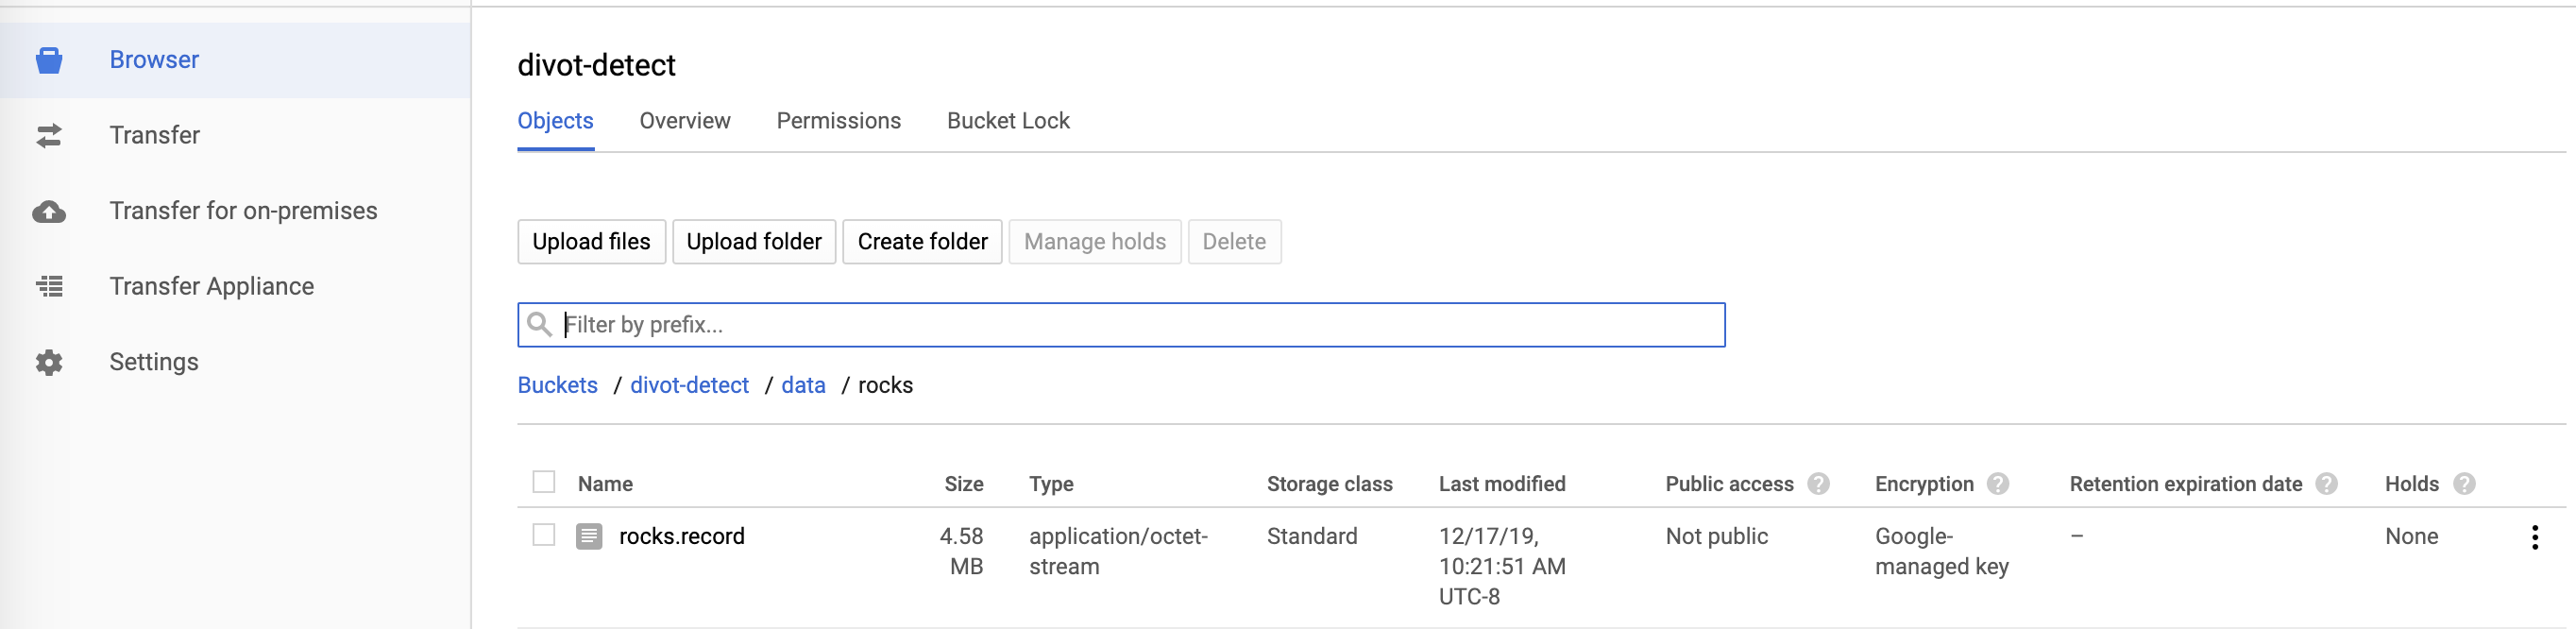 Browser
Transfer
Transfer for on-premises
Transfer Appliance
Settings
divot-detect
Objects Overview Permissions Bucket Lock
Upload files Upload folder Create folder Manage holds Delete
Filter by prefix...
Buckets / divot-detect / data / rocks
Name Size Type Storage class Last modified Public access ? Encryption ? Retention expiration date ? Holds ?
rocks.record 4.58 application/octet- Standard 12/17/19, Not public Google- – None
MB stream 10:21:51 AM managed key
UTC-8